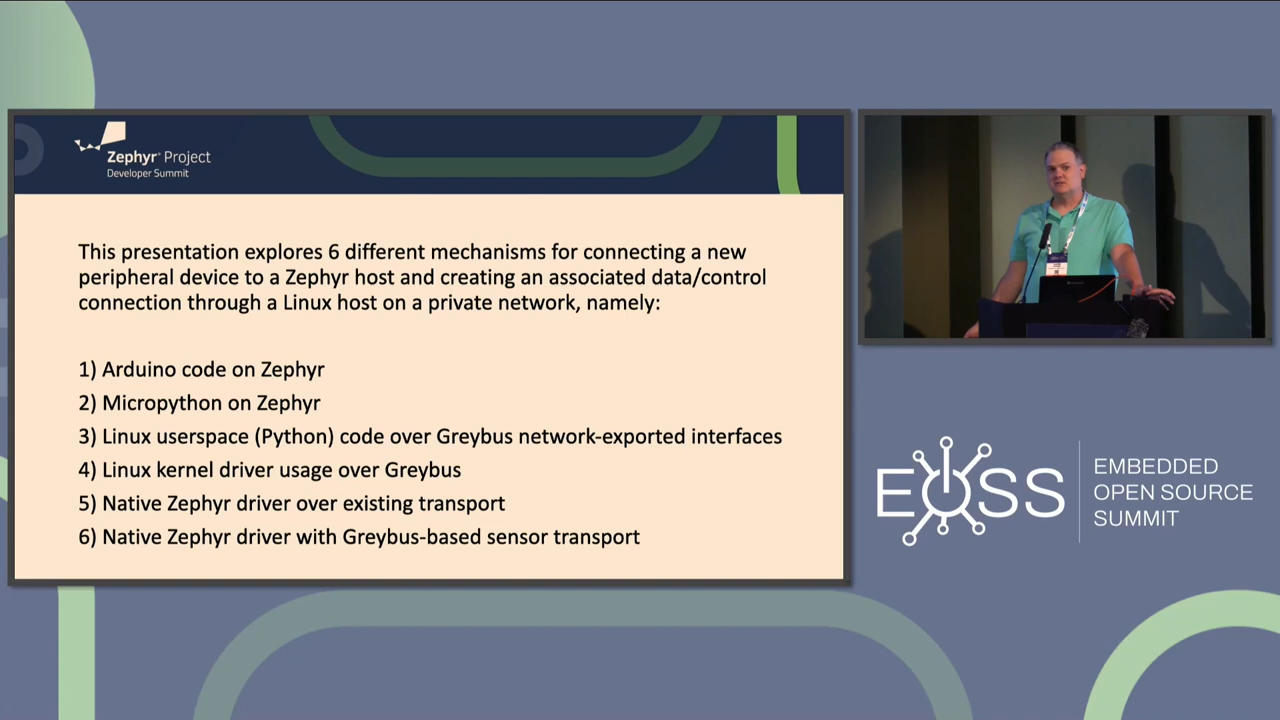 Zephyr® Project
Developer Summit
This presentation explores 6 different mechanisms for connecting a new
peripheral device to a Zephyr host and creating an associated data/control
connection through a Linux host on a private network, namely:
1) Arduino code on Zephyr
2) Micropython on Zephyr
3) Linux userspace (Python) code over Greybus network-exported interfaces
4) Linux kernel driver usage over Greybus
5) Native Zephyr driver over existing transport
6) Native Zephyr driver with Greybus-based sensor transport
EOSS
EMBEDDED
OPEN SOURCE
SUMMIT